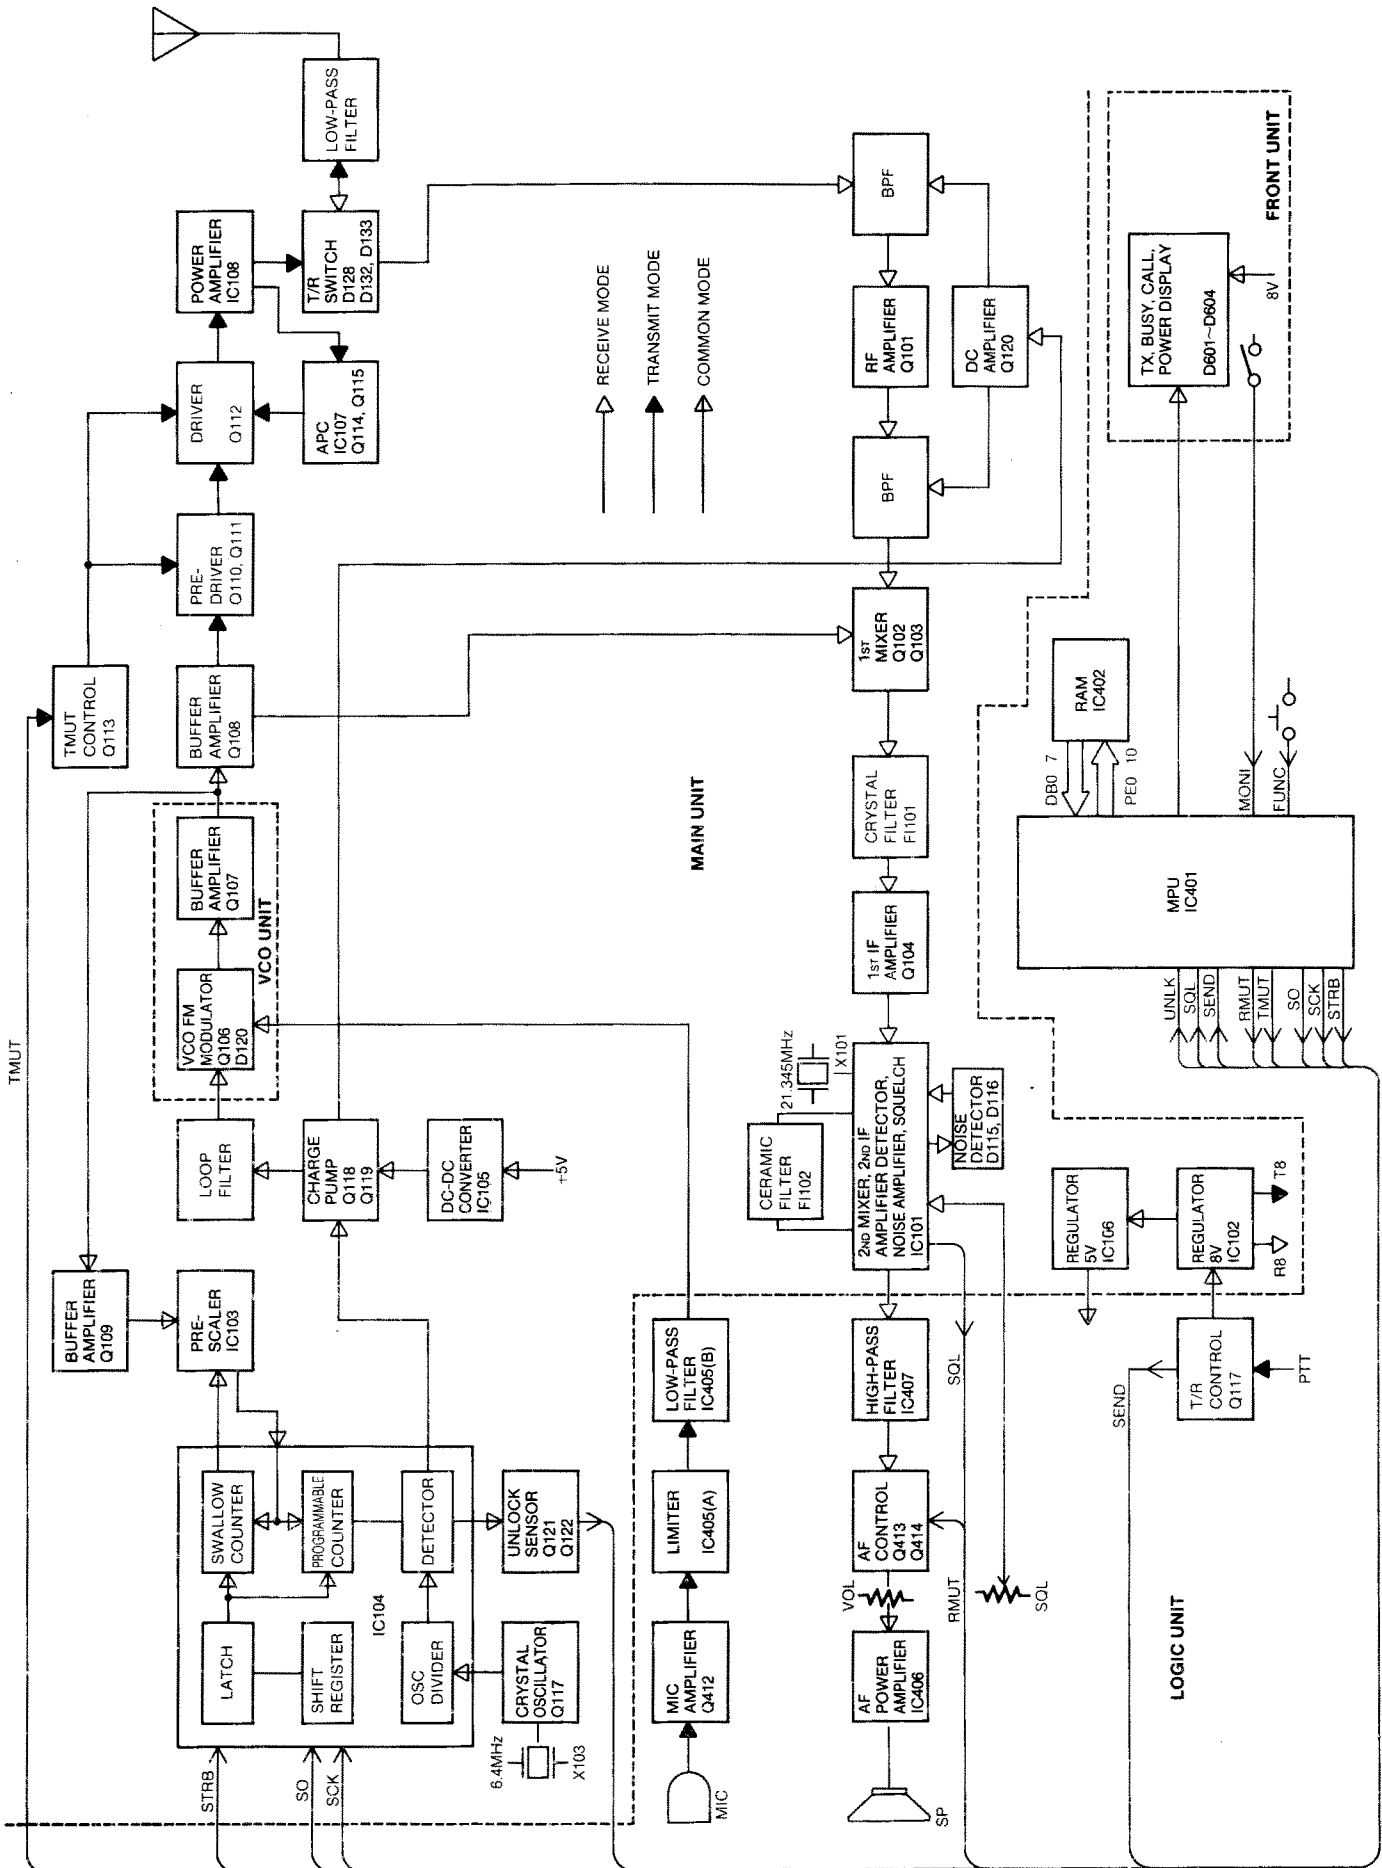 TMUT
LOW-PASS
FILTER
POWER
AMPLIFIER
IC108
T/R
SWITCH
D128
D132, D133
DRIVER
Q112
APC
IC107
Q114, Q115
PRE-
DRIVER
Q110, Q111
TMUT
CONTROL
Q113
BUFFER
AMPLIFIER
Q108
BUFFER
AMPLIFIER
Q107
VCO UNIT
VCO FM
MODULATOR
Q106
D120
LOOP
FILTER
CHARGE
PUMP
Q118
Q119
DC-DC
CONVERTER
IC105
+5V
BUFFER
AMPLIFIER
Q109
PRE-
SCALER
IC103
SWALLOW
COUNTER
PROGRAMMABLE
COUNTER
DETECTOR
UNLOCK
SENSOR
Q121
Q122
IC104
LATCH
SHIFT
REGISTER
OSC
DIVIDER
CRYSTAL
OSCILLATOR
Q117
6.4MHz
X103
STRB
SO
SCK
RECEIVE MODE
TRANSMIT MODE
COMMON MODE
MAIN UNIT
LOW-PASS
FILTER
IC405(B)
LIMITER
IC405(A)
MIC
AMPLIFIER
Q412
MIC
BPF
RF
AMPLIFIER
Q101
DC
AMPLIFIER
Q120
BPF
1ST
MIXER
Q102
Q103
CRYSTAL
FILTER
FI101
1ST IF
AMPLIFIER
Q104
21.345MHz
X101
CERAMIC
FILTER
FI102
2ND MIXER, 2ND IF
AMPLIFIER DETECTOR,
NOISE AMPLIFIER, SQUELCH
IC101
NOISE
DETECTOR
D115, D116
HIGH-PASS
FILTER
IC407
SQL
AF
CONTROL
Q413
Q414
VOL
RMUT
SQL
AF
POWER
AMPLIFIER
IC406
SP
FRONT UNIT
TX, BUSY, CALL,
POWER DISPLAY
D601~D604
8V
RAM
IC402
DB0 7
PE0 10
MONI
FUNC
MPU
IC401
UNLK
SQL
SEND
RMUT
TMUT
SO
SCK
STRB
REGULATOR
5V
IC106
REGULATOR
8V
IC102
T8
R8
T/R
CONTROL
Q117
SEND
PTT
LOGIC UNIT